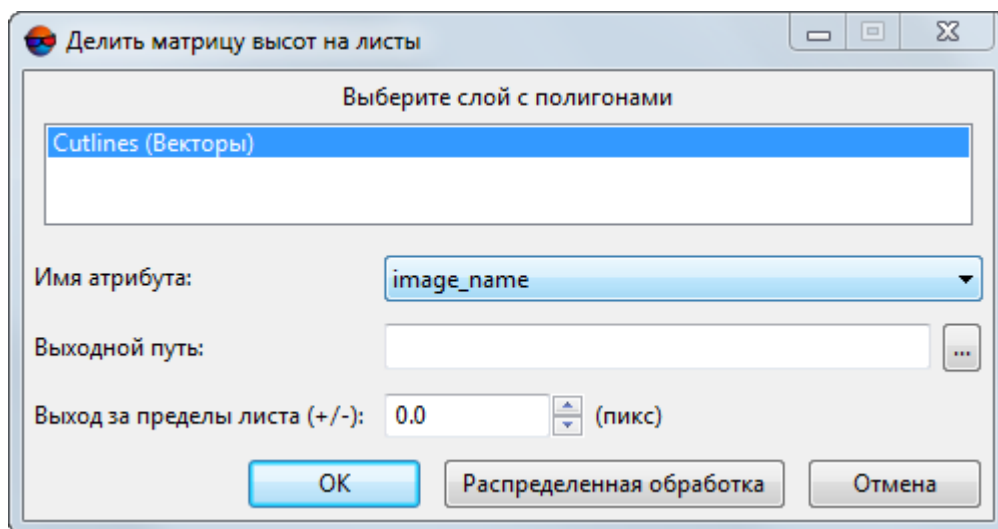 Делить матрицу высот на листы
Выберите слой с полигонами
Cutlines (Векторы)
Имя атрибута: image_name
Выходной путь: ...
Выход за пределы листа (+/-): 0.0 (пикс)
OK Распределенная обработка Отмена